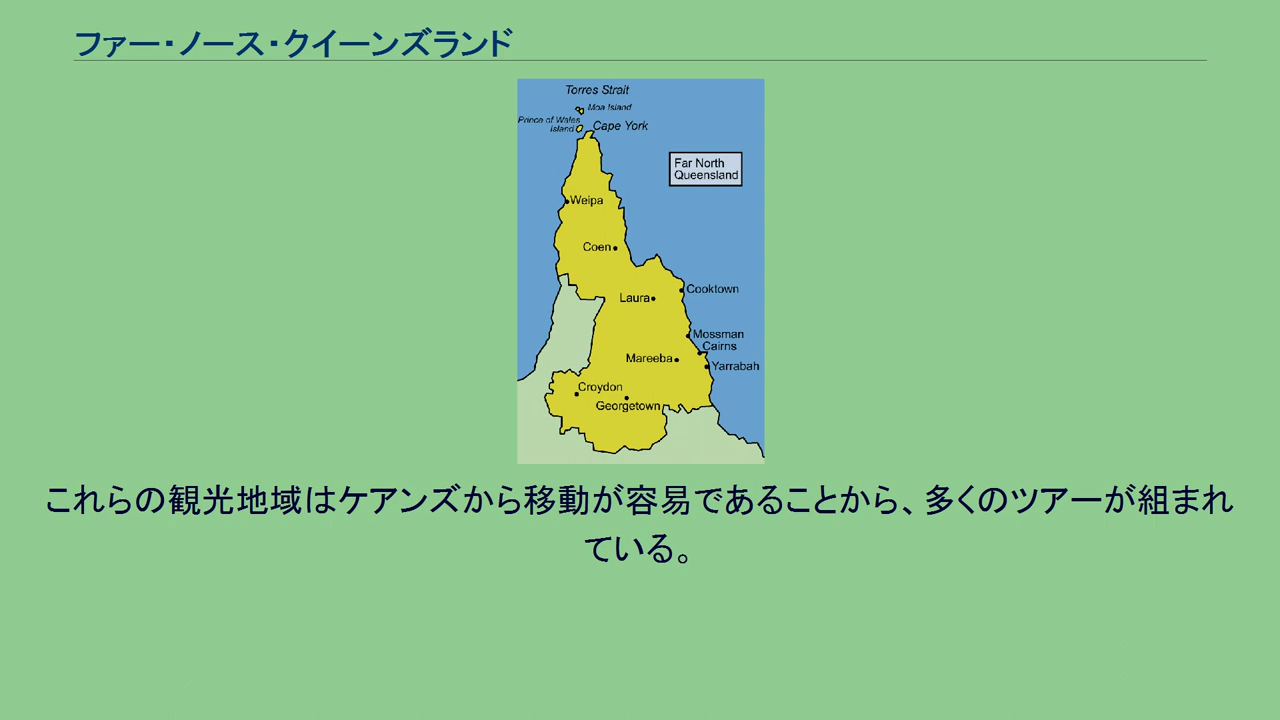 ファー・ノース・クイーンズランド
Torres Strait
Moa Island
Prince of Wales
Island
Cape York
Far North
Queensland
Weipa
Coen
Cooktown
Laura
Mossman
Cairns
Mareeba
Yarrabah
Croydon
Georgetown
これらの観光地域はケアンズから移動が容易であることから、多くのツアーが組まれ
ている。